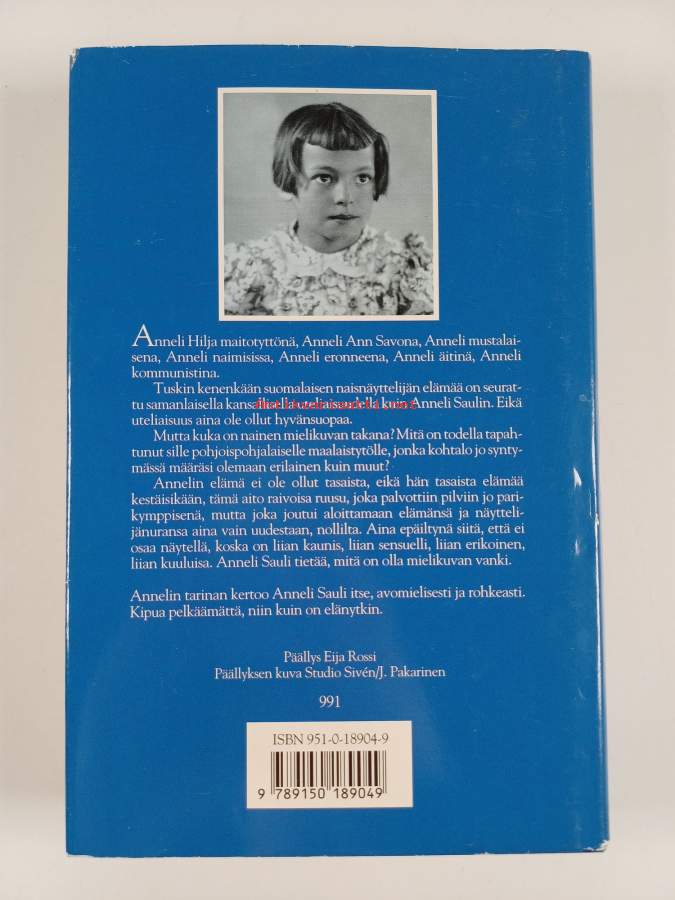 Anneli Hilja maitotyttönä, Anneli Ann Savona, Anneli mustalai-
sena, Anneli naimisissa, Anneli eronneena, Anneli äitinä, Anneli
kommunistina.
Tuskin kenenkään suomalaisen naisnäyttelijän elämää on seurat-
tu samanlaisella kansallisella uteliaisuudella kuin Anneli Saulin. Eikä
uteliaisuus aina ole ollut hyvänsuopaa.
Mutta kuka on nainen mielikuvan takana? Mitä on todella tapah-
tunut sille pohjoispohjalaiselle maalaistytölle, jonka kohtalo jo synty-
mässä määräsi olemaan erilainen kuin muut?
Annelin elämä ei ole ollut tasaista, eikä hän tasaista elämää
kestäisikään, tämä aito raivoisa ruusu, joka palvottiin pilviin jo pari-
kymppisenä, mutta joka joutui aloittamaan elämänsä ja näytteli-
jänuransa aina vain uudestaan, nollilta. Aina epäiltynä siitä, että ei
osaa näytellä, koska on liian kaunis, liian sensuelli, liian erikoinen,
liian kuuluisa. Anneli Sauli tietää, mitä on olla mielikuvan vanki.
Annelin tarinan kertoo Anneli Sauli itse, avomielisesti ja rohkeasti.
Kipua pelkäämättä, niin kuin on elänytkin.
Päällys Eija Rossi
Päällyksen kuva Studio Sivén/J. Pakarinen
991
ISBN 951-0-18904-9
9 789150 189049